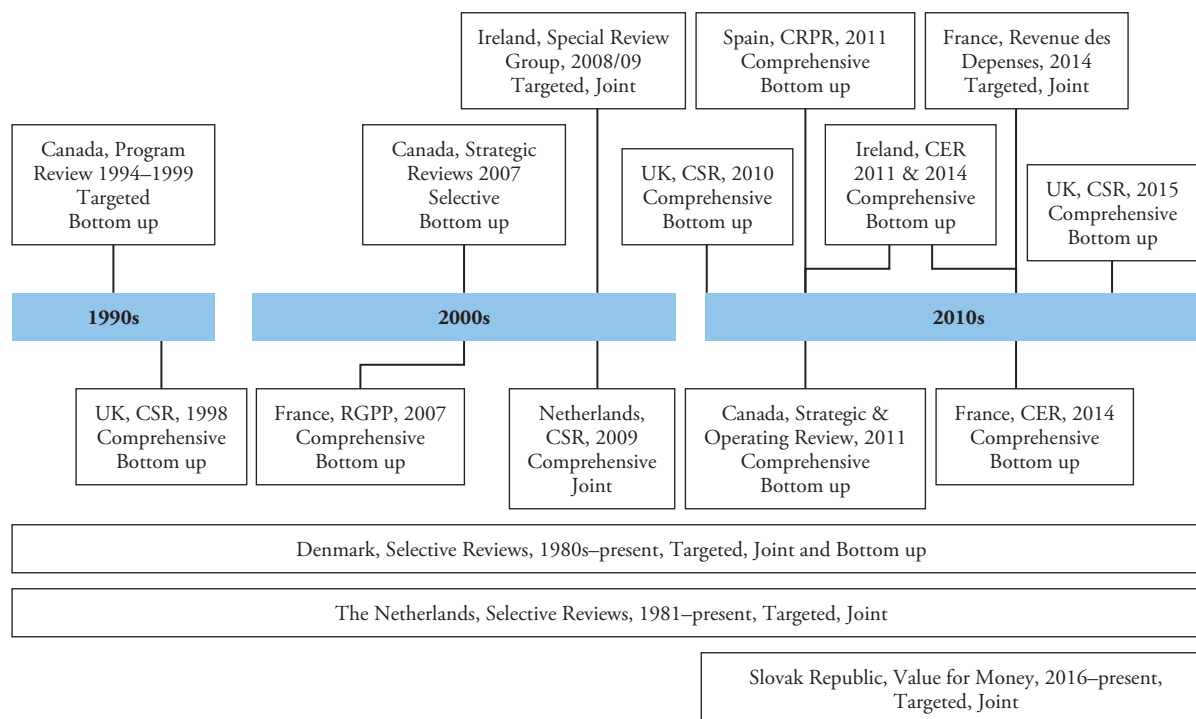 Ireland, Special Review
Group, 2008/09
Targeted, Joint
Spain, CRPR, 2011
Comprehensive
Bottom up
France, Revenue des
Depenses, 2014
Targeted, Joint
Canada, Program
Review 1994–1999
Targeted
Bottom up
Canada, Strategic
Reviews 2007
Selective
Bottom up
UK, CSR, 2010
Comprehensive
Bottom up
Ireland, CER
2011 & 2014
Comprehensive
Bottom up
UK, CSR, 2015
Comprehensive
Bottom up
1990s
2000s
2010s
UK, CSR, 1998
Comprehensive
Bottom up
France, RGPP, 2007
Comprehensive
Bottom up
Netherlands,
CSR, 2009
Comprehensive
Joint
Canada, Strategic &
Operating Review, 2011
Comprehensive
Bottom up
France, CER, 2014
Comprehensive
Bottom up
Denmark, Selective Reviews, 1980s–present, Targeted, Joint and Bottom up
The Netherlands, Selective Reviews, 1981–present, Targeted, Joint
Slovak Republic, Value for Money, 2016–present,
Targeted, Joint